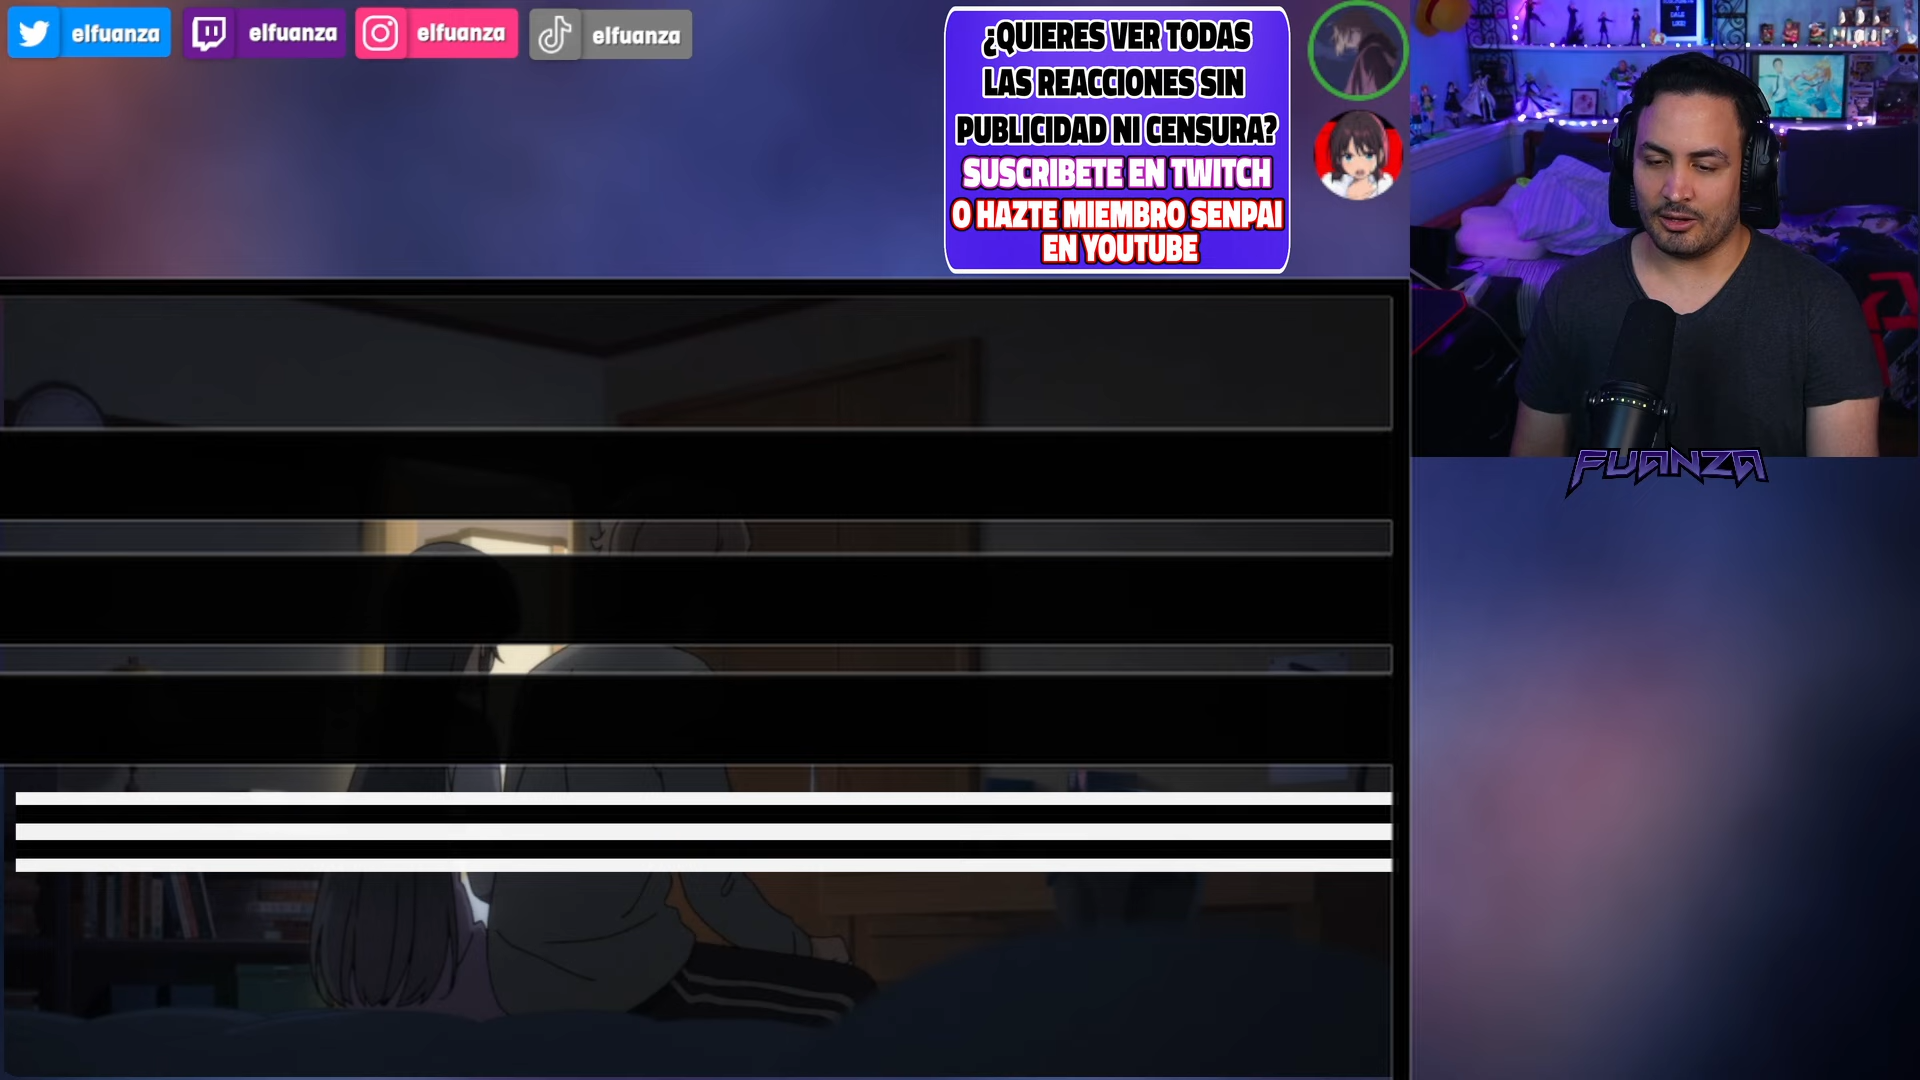 elfuanza
elfuanza
elfuanza
elfuanza
¿QUIERES VER TODAS
LAS REACCIONES SIN
PUBLICIDAD NI CENSURA?
SUSCRIBETE EN TWITCH
O HAZTE MIEMBRO SENPAI
EN YOUTUBE
FUANZA